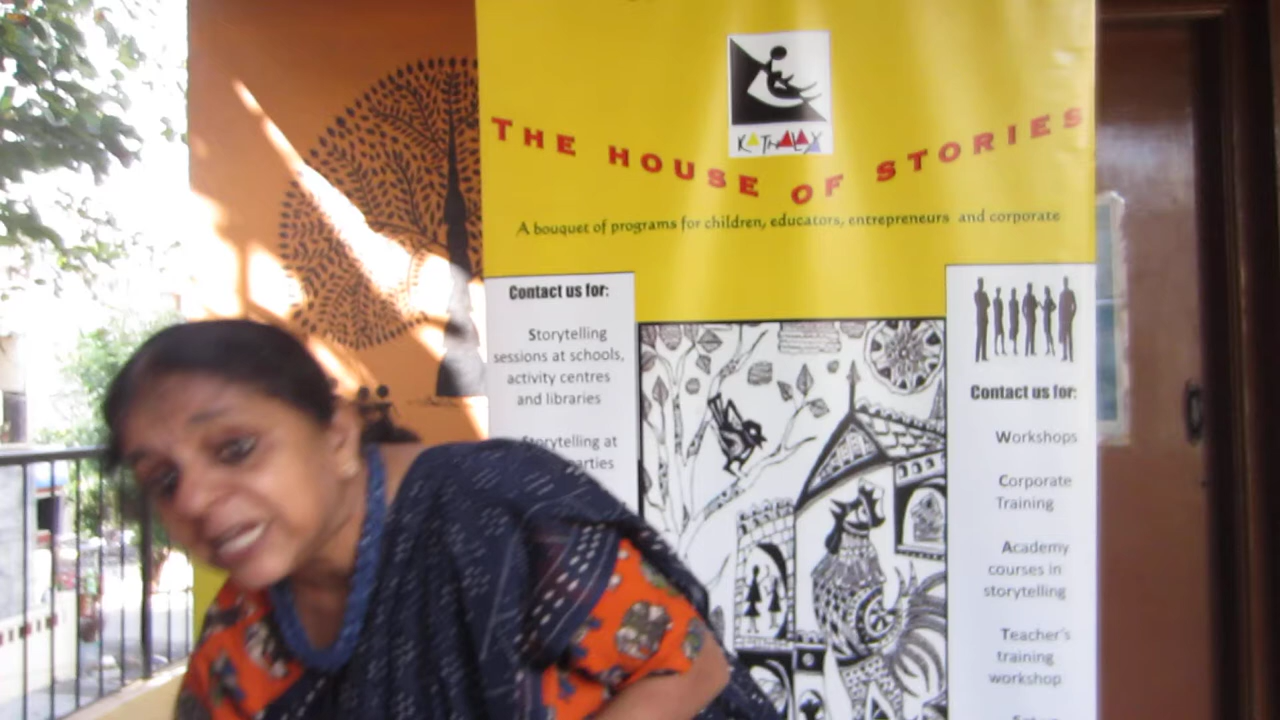 KATHALAYA
THE HOUSE OF STORIES
A bouquet of programs for children, educators, entrepreneurs and corporate
Contact us for:
Storytelling
sessions at schools,
activity centres
and libraries
Storytelling at
Contact us for:
Workshops
Corporate
Training
Academy
courses in
storytelling
Teacher's
training
workshop